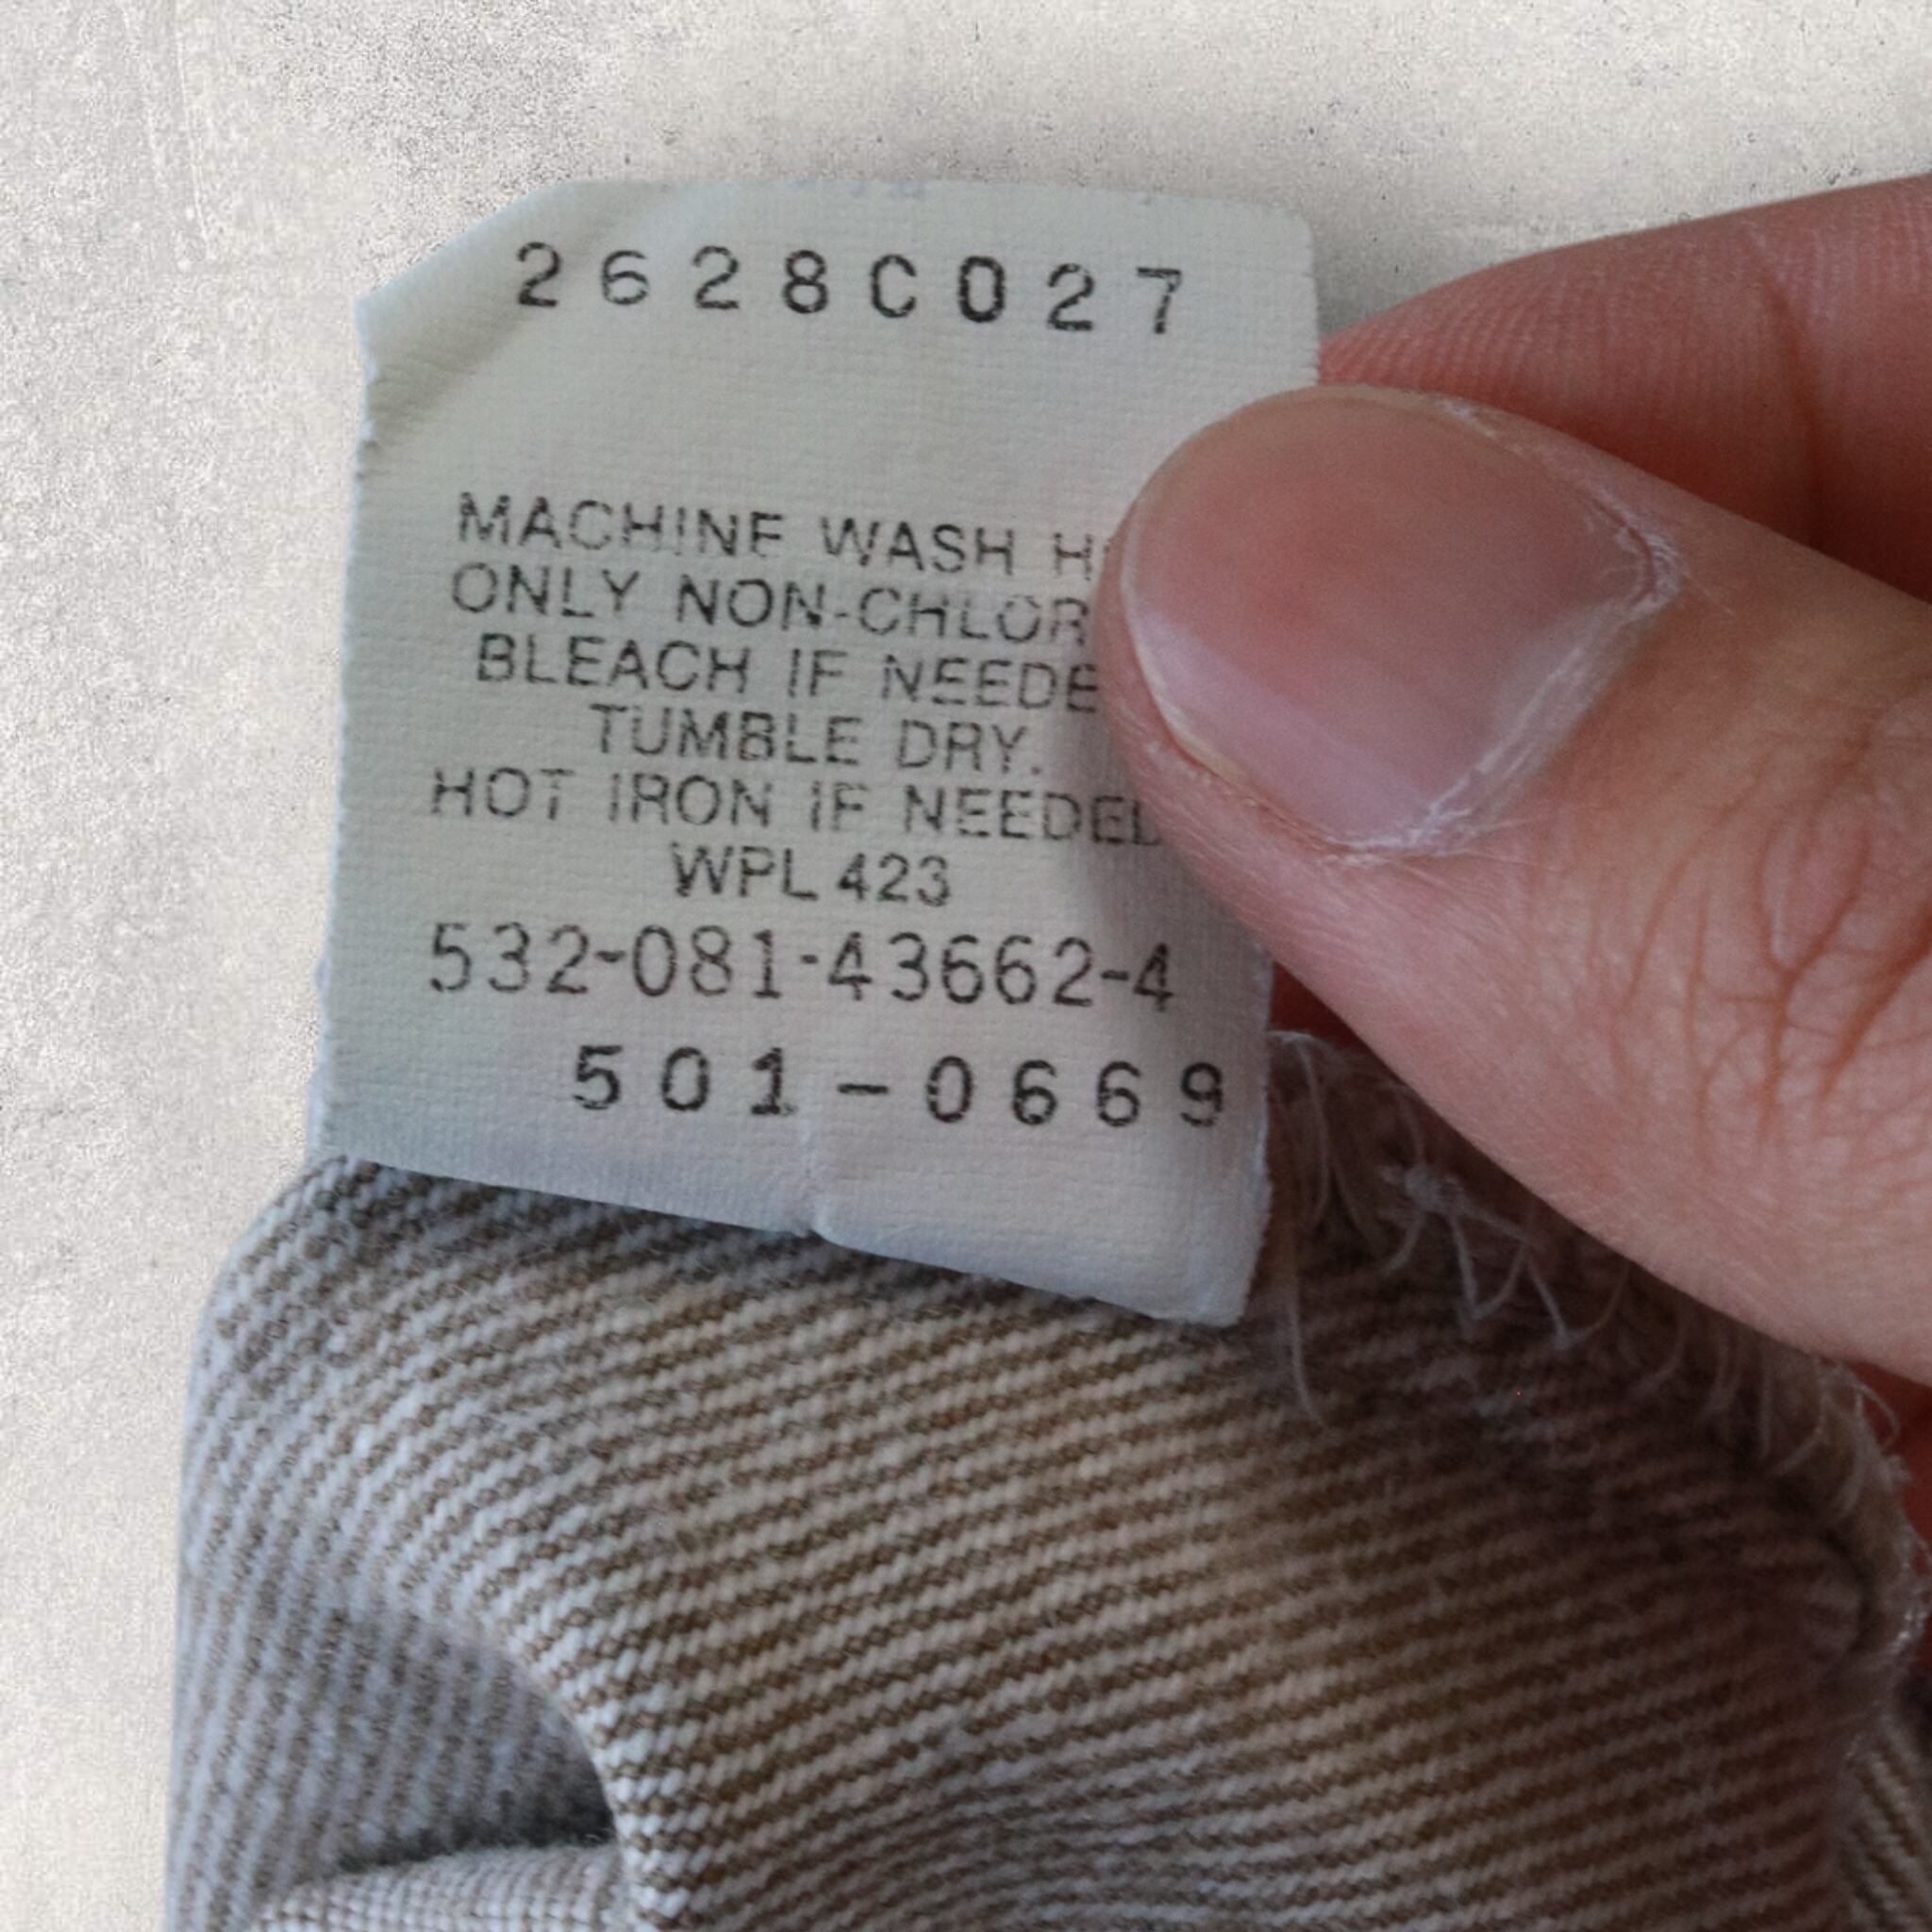 2628C027
MACHINE WASH
ONLY NON-CHLOR
BLEACH IF NEEDE
TUMBLE DRY.
HOT IRON IF NEEDED
WPL 423
532-081-43662-4
501-0669